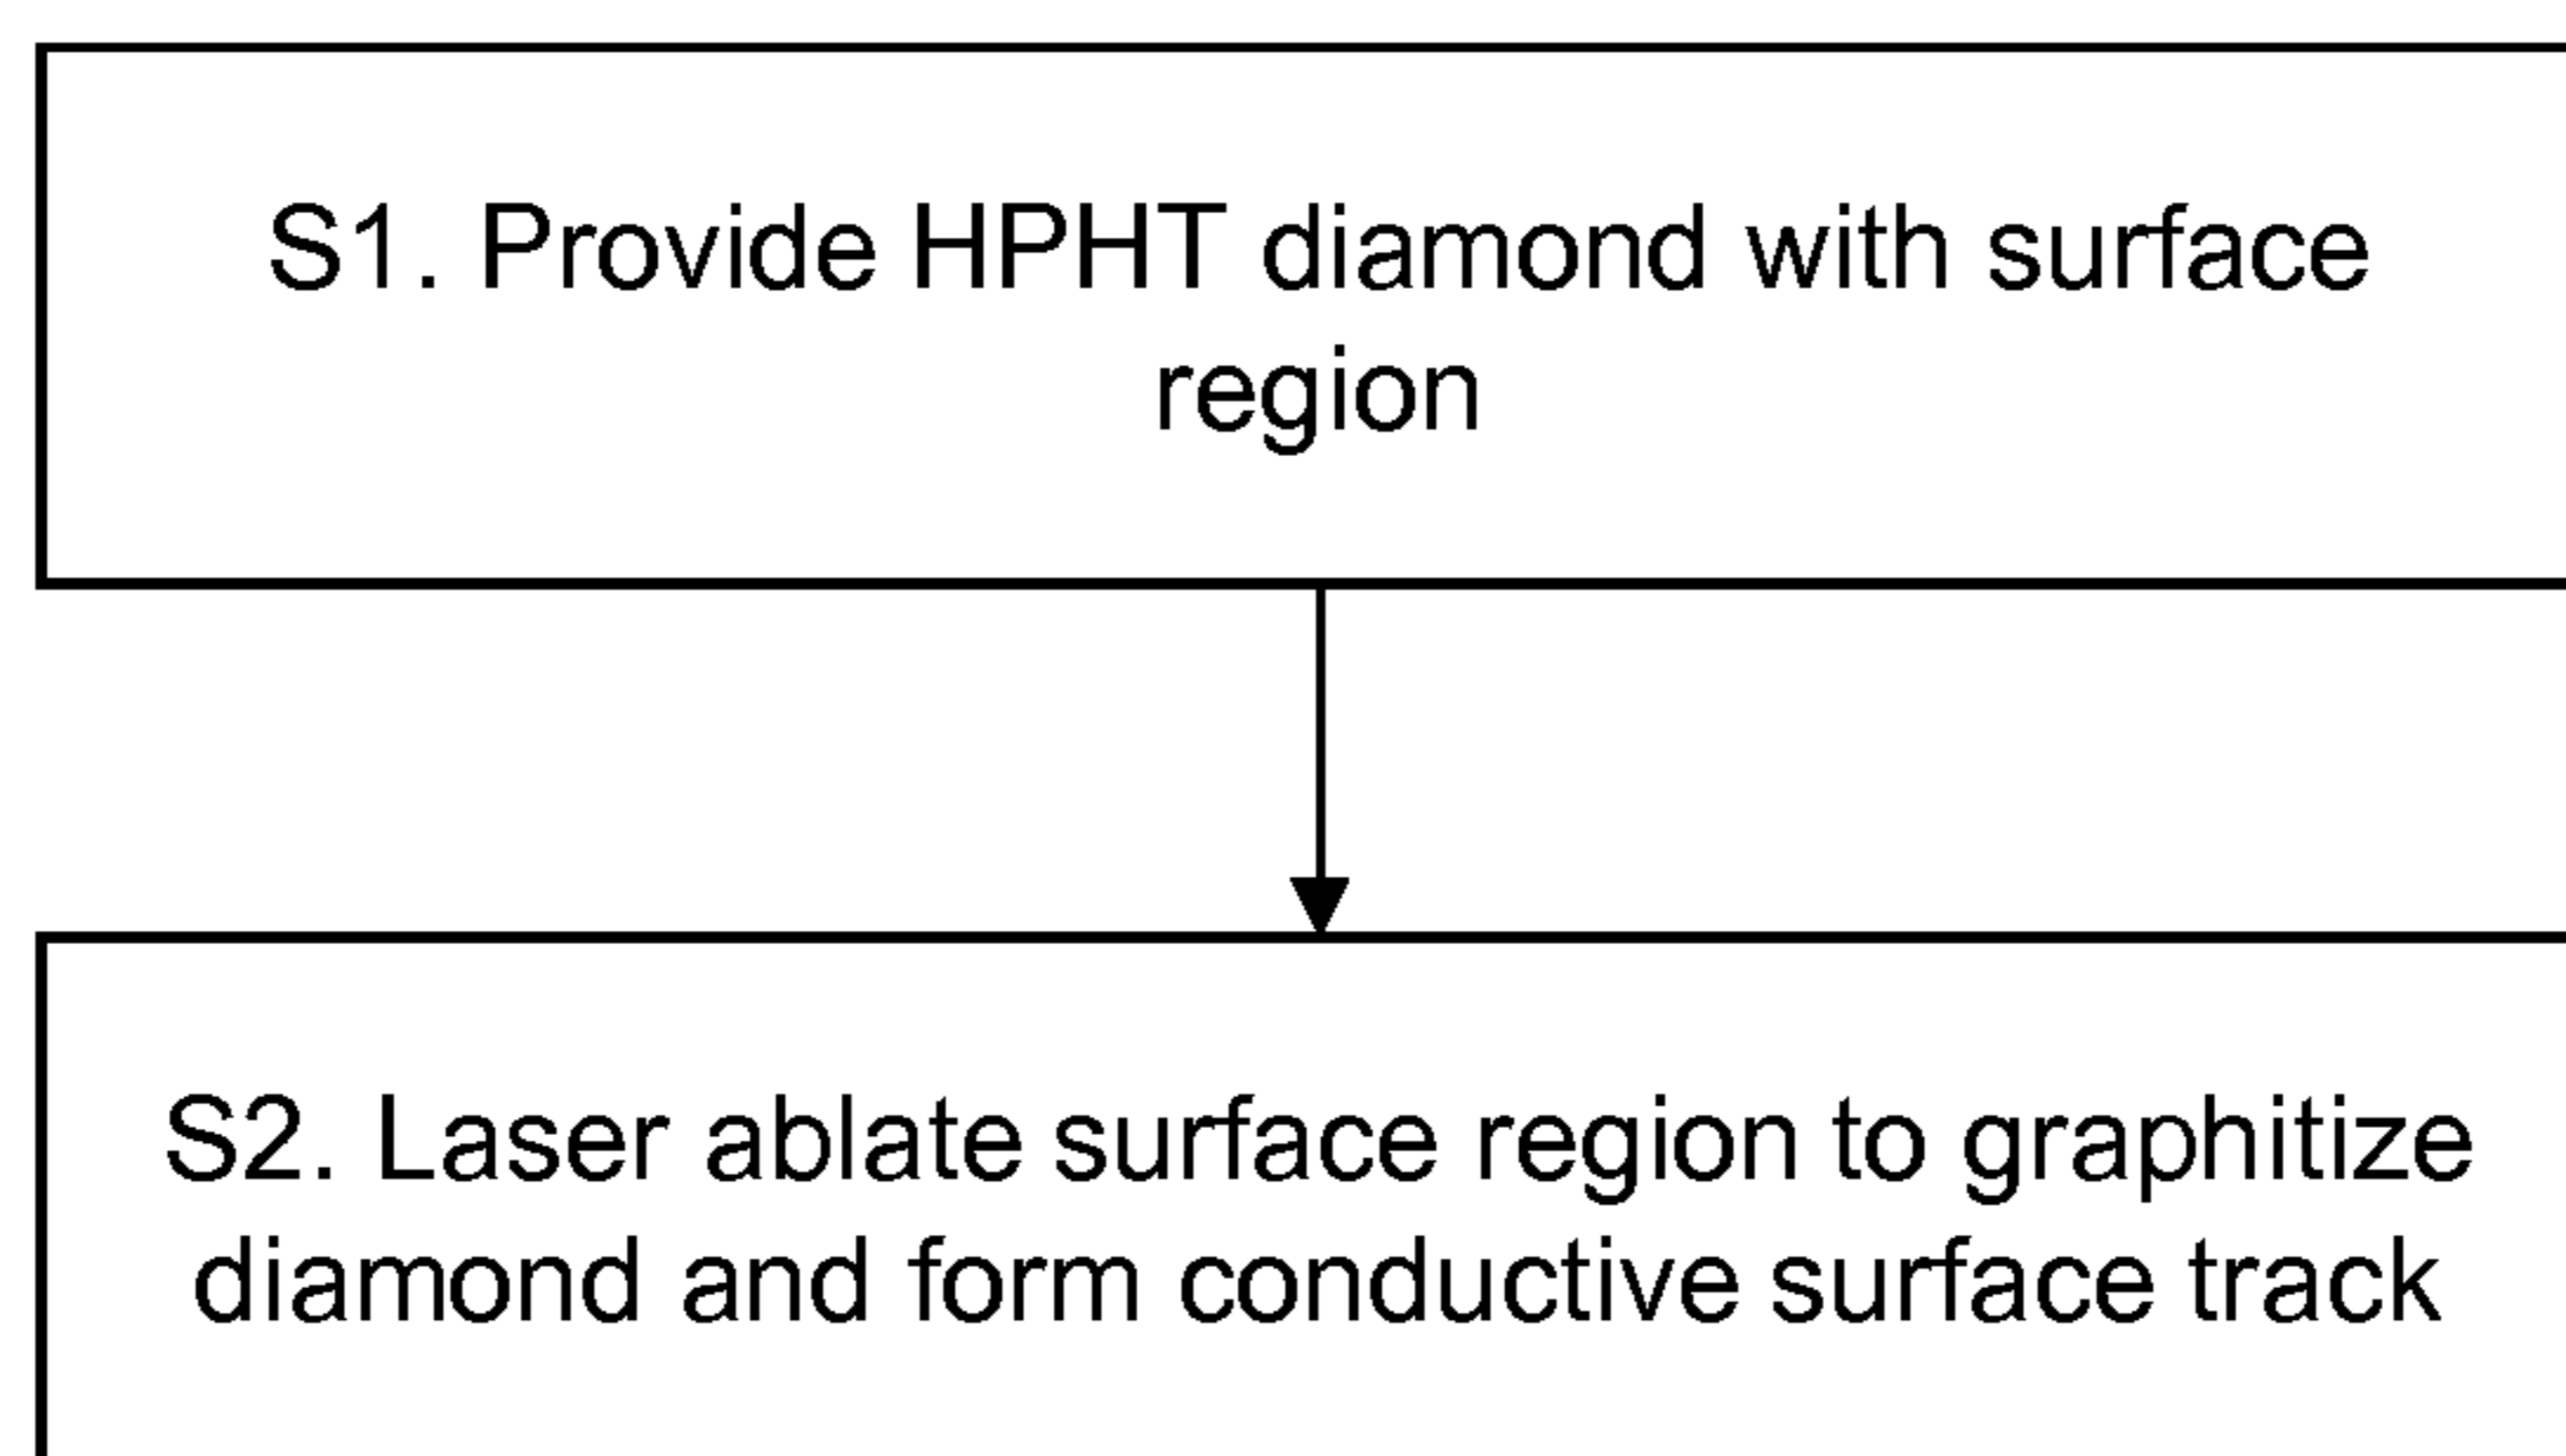 S1. Provide HPHT diamond with surface
region
S2. Laser ablate surface region to graphitize
diamond and form conductive surface track